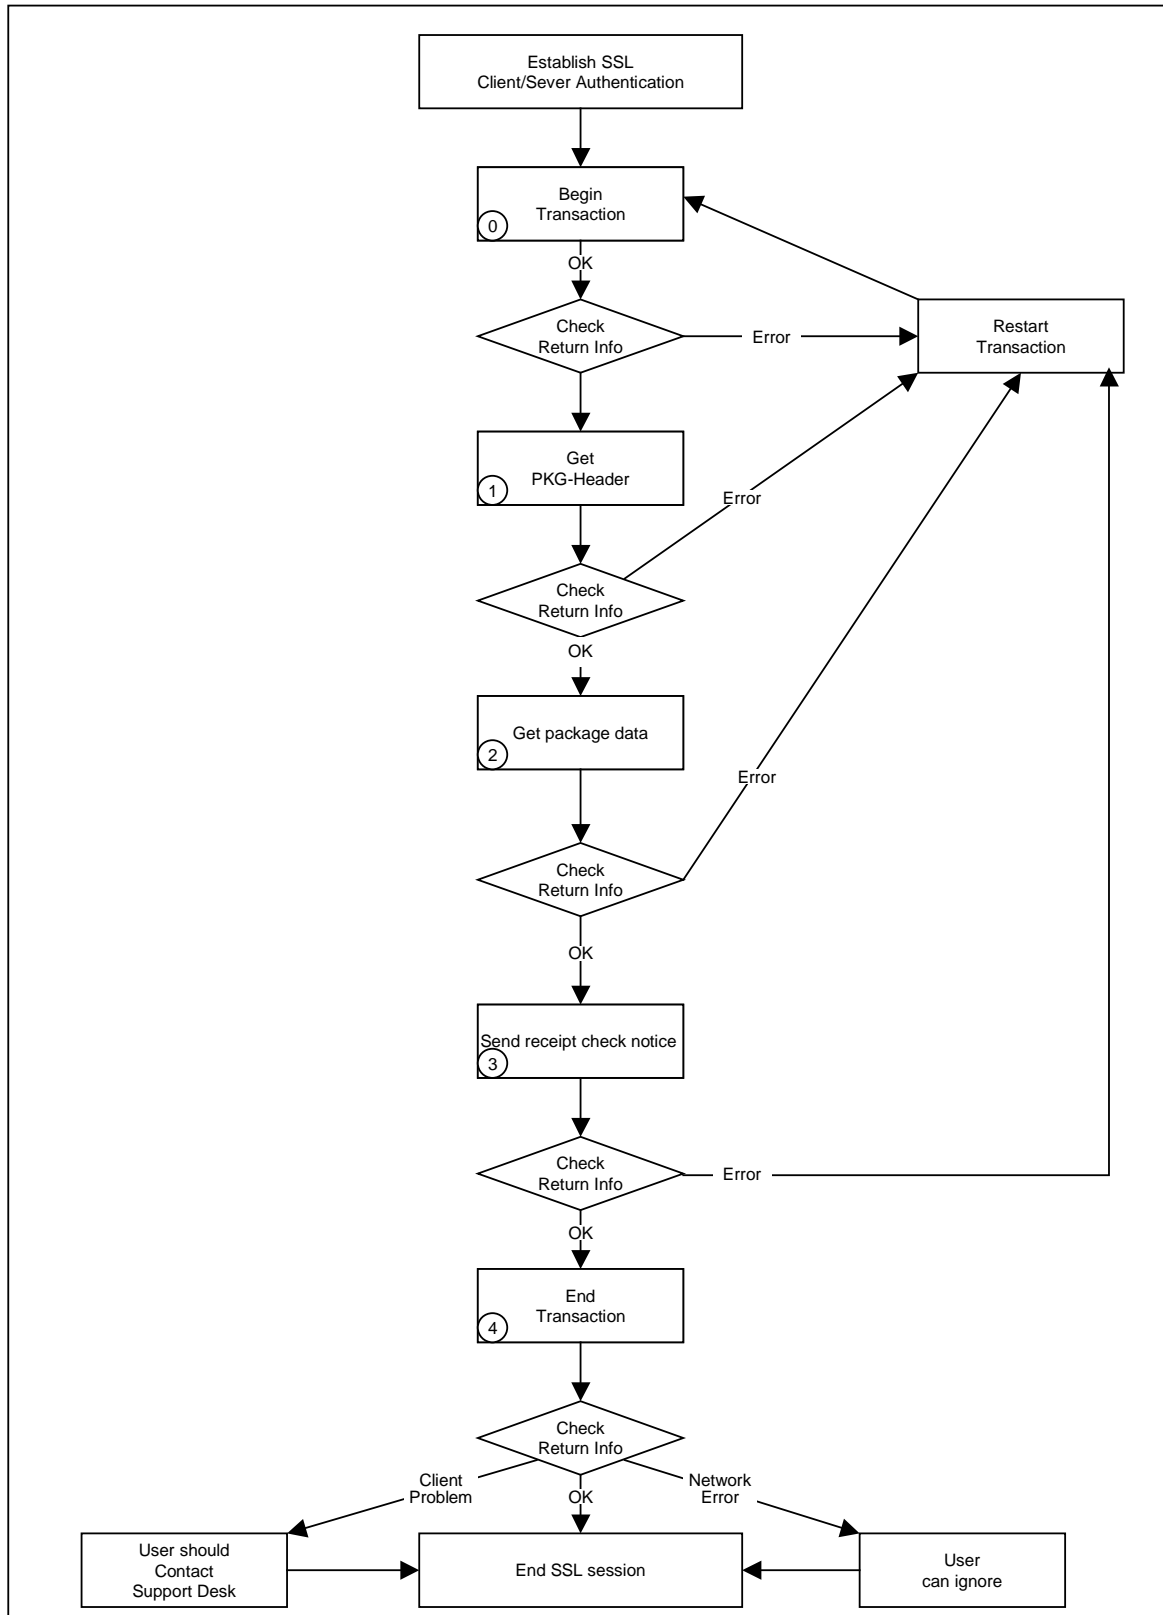 Establish SSL
Client/Sever Authentication
Begin
Transaction
0
OK
Check
Return Info
Error
Restart
Transaction
Get
PKG-Header
1
Error
Check
Return Info
OK
Get package data
2
Error
Check
Return Info
OK
Send receipt check notice
3
Check
Return Info
Error
OK
End
Transaction
4
Check
Return Info
Client
Problem
OK
Network
Error
User should
Contact
Support Desk
End SSL session
User
can ignore